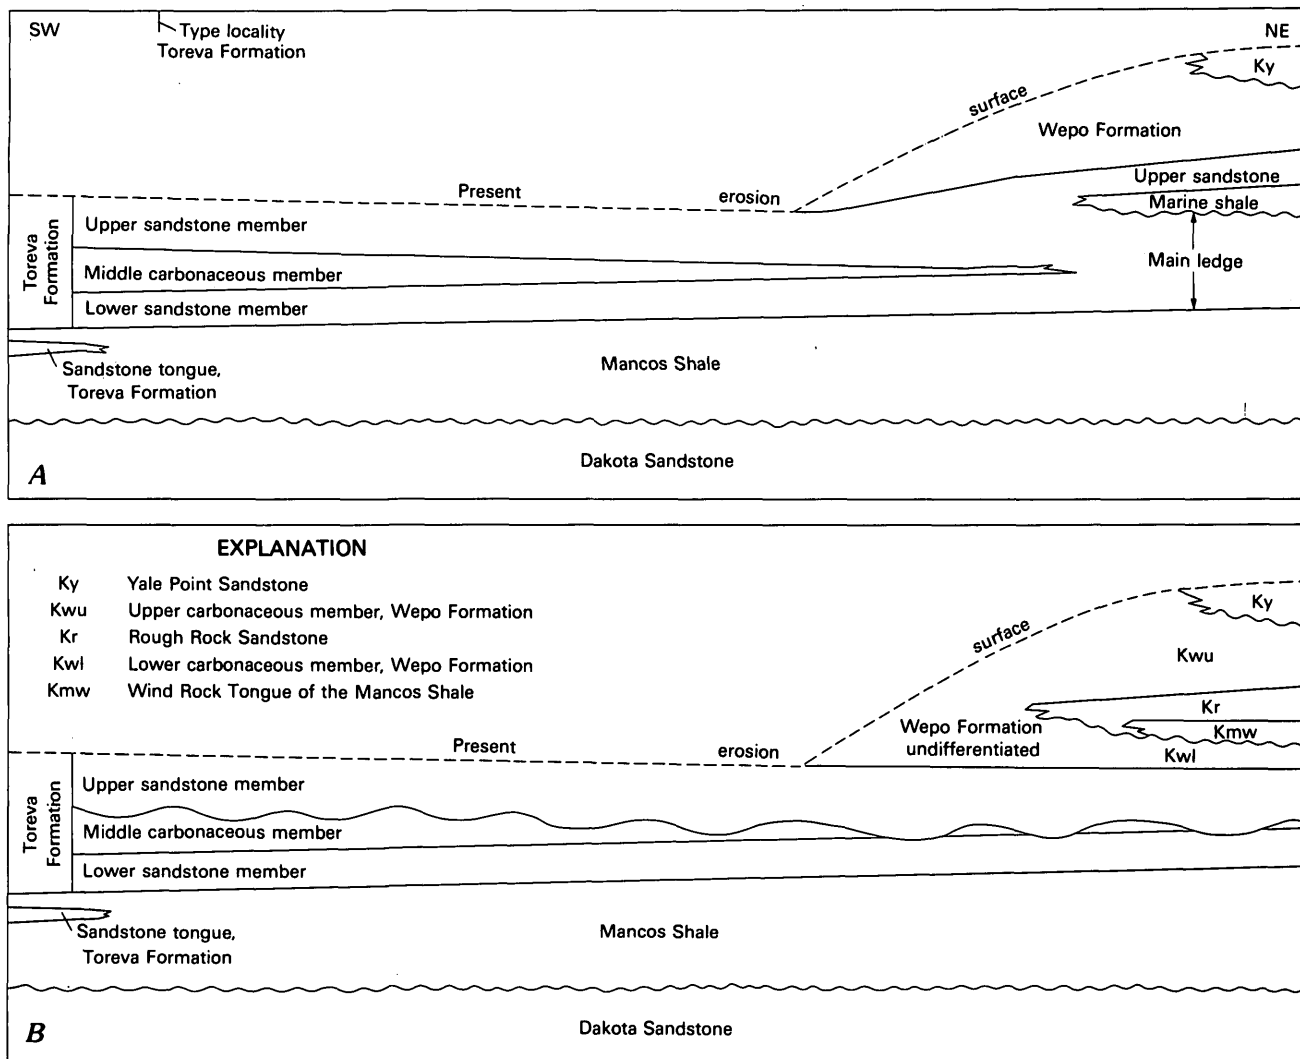 SW
Type locality
Toreva Formation
NE
Ky
surface
Wepo Formation
Upper sandstone
Present
erosion
Marine shale
Toreva
Formation
Upper sandstone member
Middle carbonaceous member
Main ledge
Lower sandstone member
Sandstone tongue,
Toreva Formation
Mancos Shale
Dakota Sandstone
A
EXPLANATION
Ky Yale Point Sandstone
Kwu Upper carbonaceous member, Wepo Formation
Kr Rough Rock Sandstone
Kwl Lower carbonaceous member, Wepo Formation
Kmw Wind Rock Tongue of the Mancos Shale
Ky
surface
Kwu
Kr
Wepo Formation
undifferentiated
Kmw
Kwl
Present
erosion
Toreva
Formation
Upper sandstone member
Middle carbonaceous member
Lower sandstone member
Sandstone tongue,
Toreva Formation
Mancos Shale
Dakota Sandstone
B